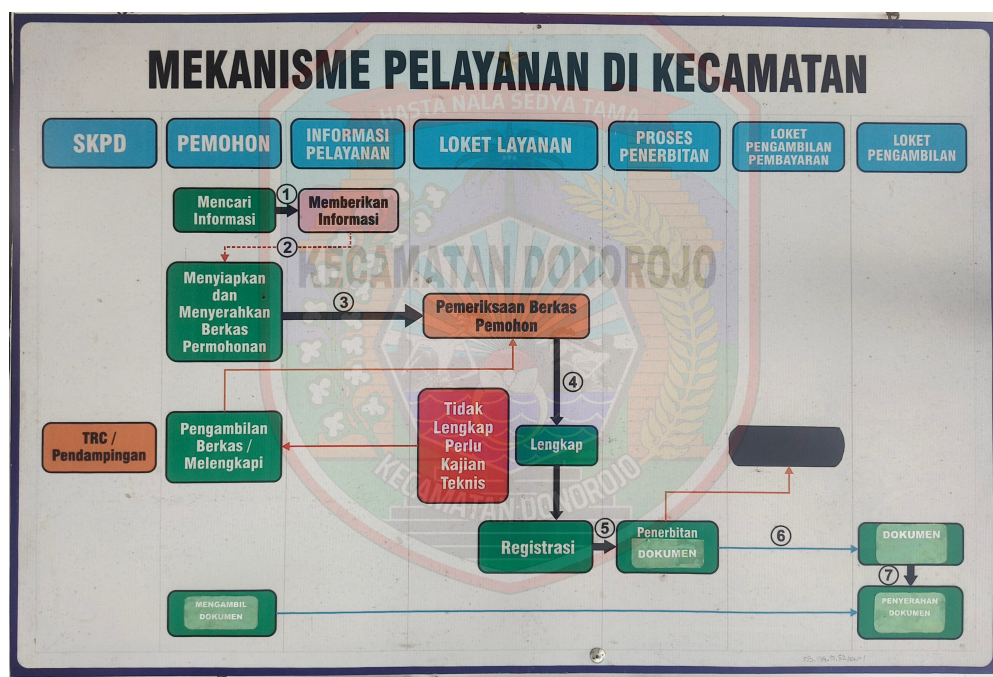 MEKANISME PELAYANAN DI KECAMATAN
HASTA NALA SEDYA TAMA
SKPD
PEMOHON
INFORMASI
PELAYANAN
LOKET LAYANAN
PROSES
PENERBITAN
LOKET
PENGAMBILAN
PEMBAYARAN
LOKET
PENGAMBILAN
Mencari
Informasi
1
Memberikan
Informasi
2
KECAMATAN DONOROJO
Menyiapkan
dan
Menyerahkan
Berkas
Permohonan
3
Pemeriksaan Berkas
Pemohon
4
TRC /
Pendampingan
Pengambilan
Berkas /
Melengkapi
Tidak
Lengkap
Perlu
Kajian
Teknis
Lengkap
KECAMATAN DONOROJO
Registrasi
5
Penerbitan
DOKUMEN
6
DOKUMEN
7
MENGAMBIL
DOKUMEN
PENYERAHAN
DOKUMEN